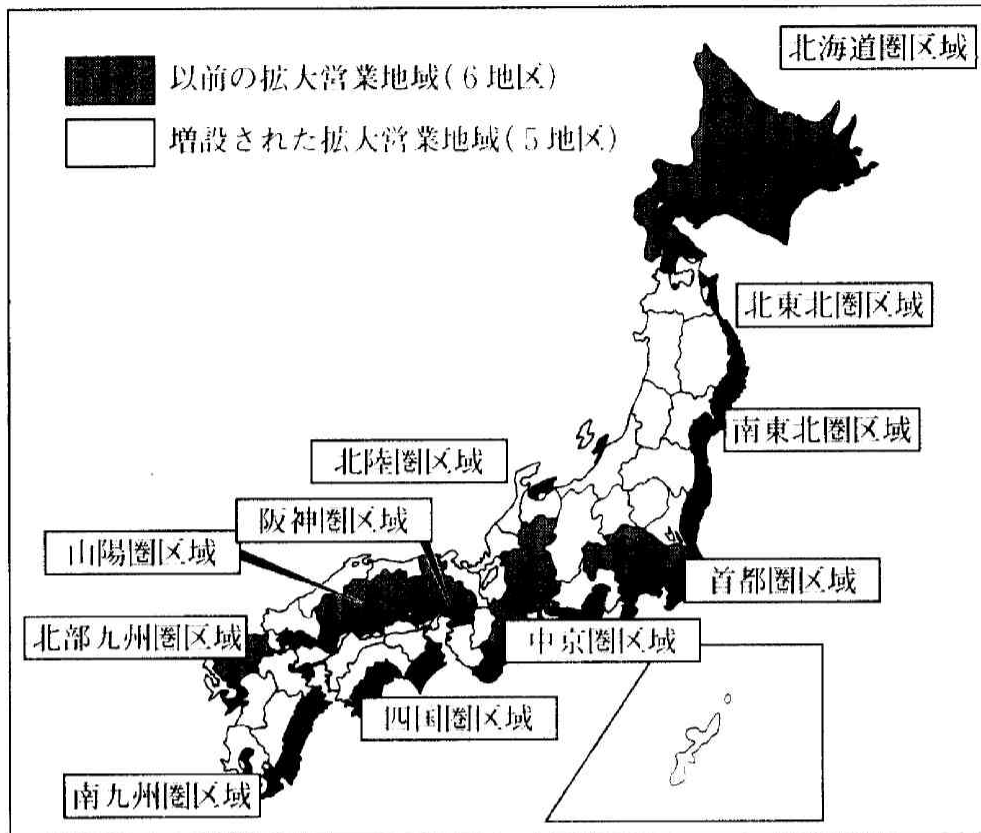 北海道圏区域
以前の拡大営業地域(6地区)
増設された拡大営業地域(5地区)
北東北圏区域
南東北圏区域
北陸圏区域
阪神圏区域
山陽圏区域
首都圏区域
北部九州圏区域
中京圏区域
四国圏区域
南九州圏区域